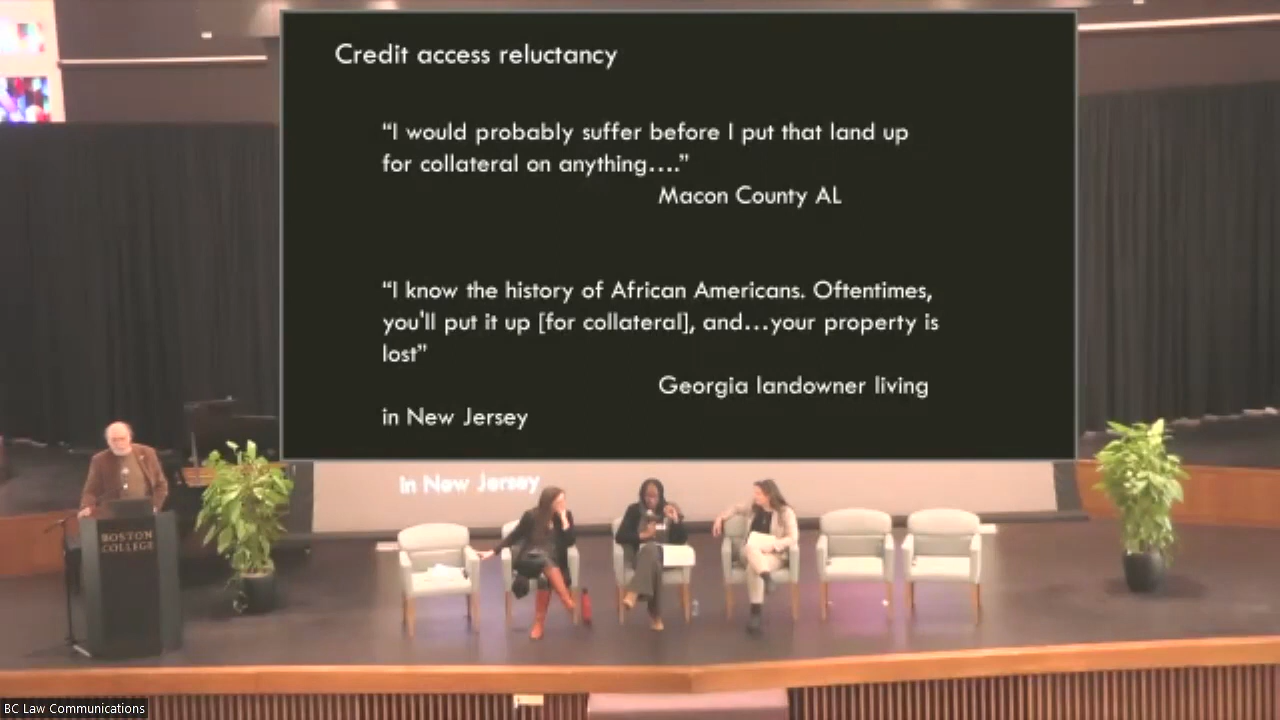 Credit access reluctancy
“I would probably suffer before I put that land up
for collateral on anything….”
Macon County AL
“I know the history of African Americans. Oftentimes,
you'll put it up [for collateral], and…your property is
lost”
Georgia landowner living
in New Jersey
in New Jersey
BOSTON
COLLEGE
BC Law Communications